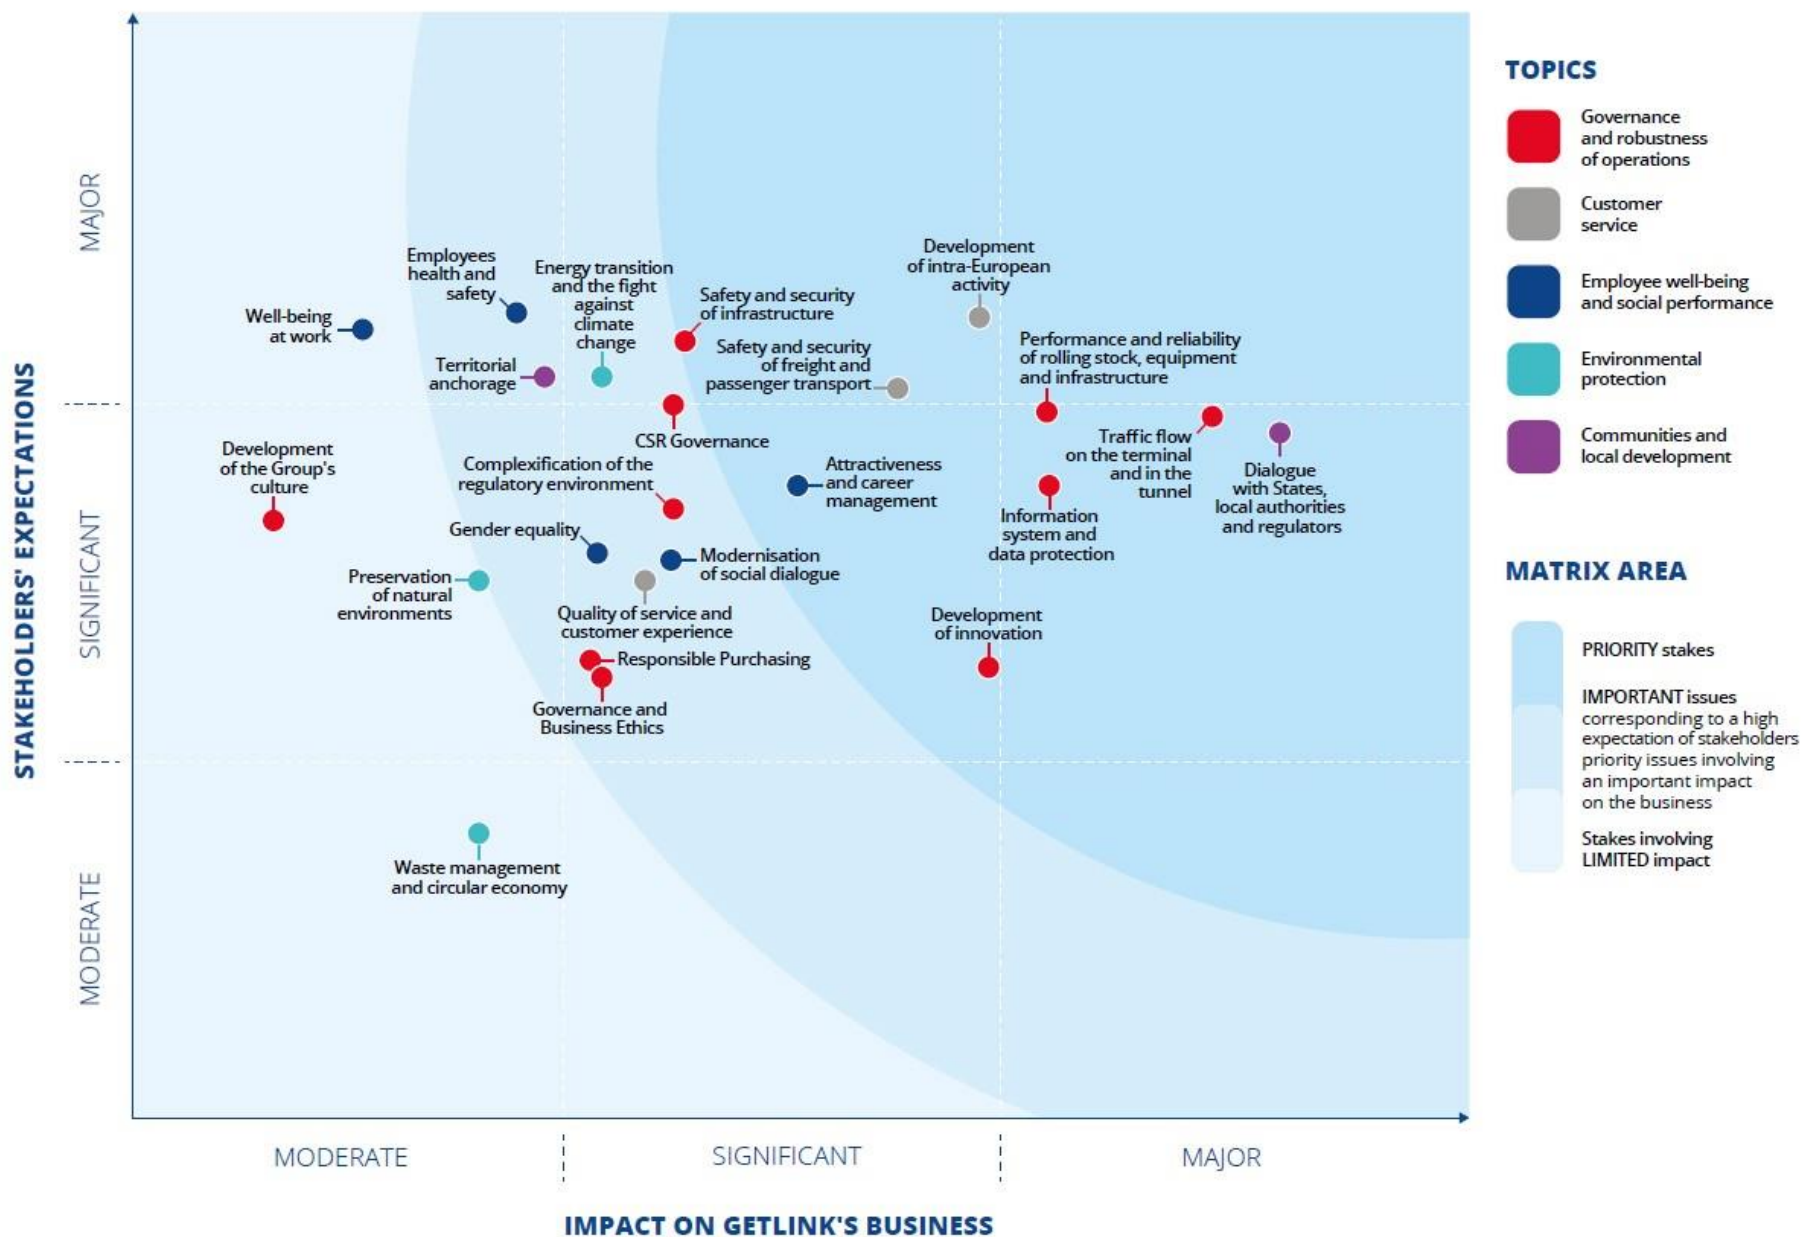 STAKEHOLDERS' EXPECTATIONS
MAJOR
SIGNIFICANT
MODERATE
Employees
health and
safety
Energy transition
and the fight
against
climate
change
Well-being
at work
Territorial
anchorage
Safety and security
of infrastructure
Safety and security
of freight and
passenger transport
Development
of intra-European
activity
Performance and reliability
of rolling stock, equipment
and infrastructure
CSR Governance
Development
of the Group's
culture
Complexification of the
regulatory environment
Attractiveness
and career
management
Traffic flow
on the terminal
and in the
tunnel
Dialogue
with States,
local authorities
and regulators
Information
system and
data protection
Gender equality
Modernisation
of social dialogue
Preservation
of natural
environments
Quality of service and
customer experience
Development
of innovation
Responsible Purchasing
Governance and
Business Ethics
Waste management
and circular economy
MODERATE
SIGNIFICANT
MAJOR
IMPACT ON GETLINK'S BUSINESS
TOPICS
Governance
and robustness
of operations
Customer
service
Employee well-being
and social performance
Environmental
protection
Communities and
local development
MATRIX AREA
PRIORITY stakes
IMPORTANT issues
corresponding to a high
expectation of stakeholders
priority issues involving
an important impact
on the business
Stakes involving
LIMITED impact